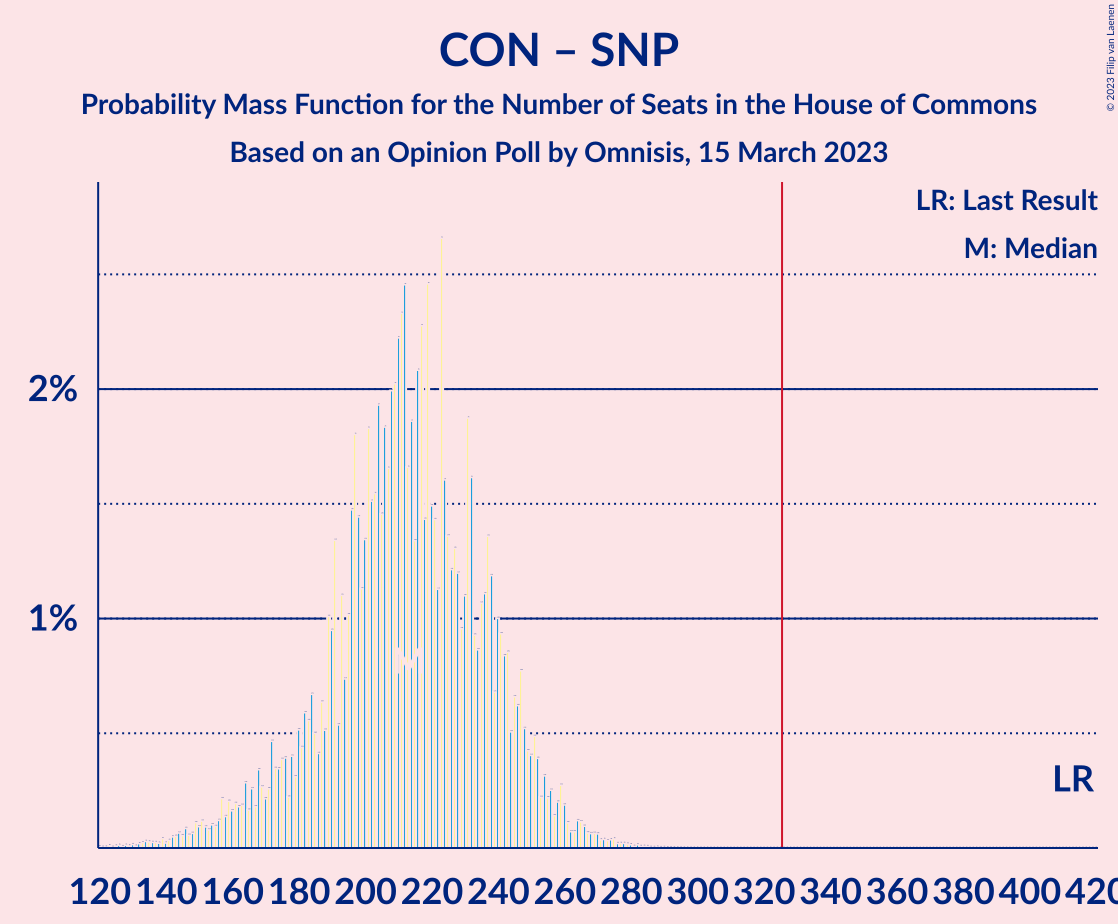 CON – SNP
Probability Mass Function for the Number of Seats in the House of Commons
Based on an Opinion Poll by Omnisis, 15 March 2023
© 2023 Filip van Laenen
LR: Last Result
M: Median
2%
1%
M
LR
120 140 160 180 200 220 240 260 280 300 320 340 360 380 400 420